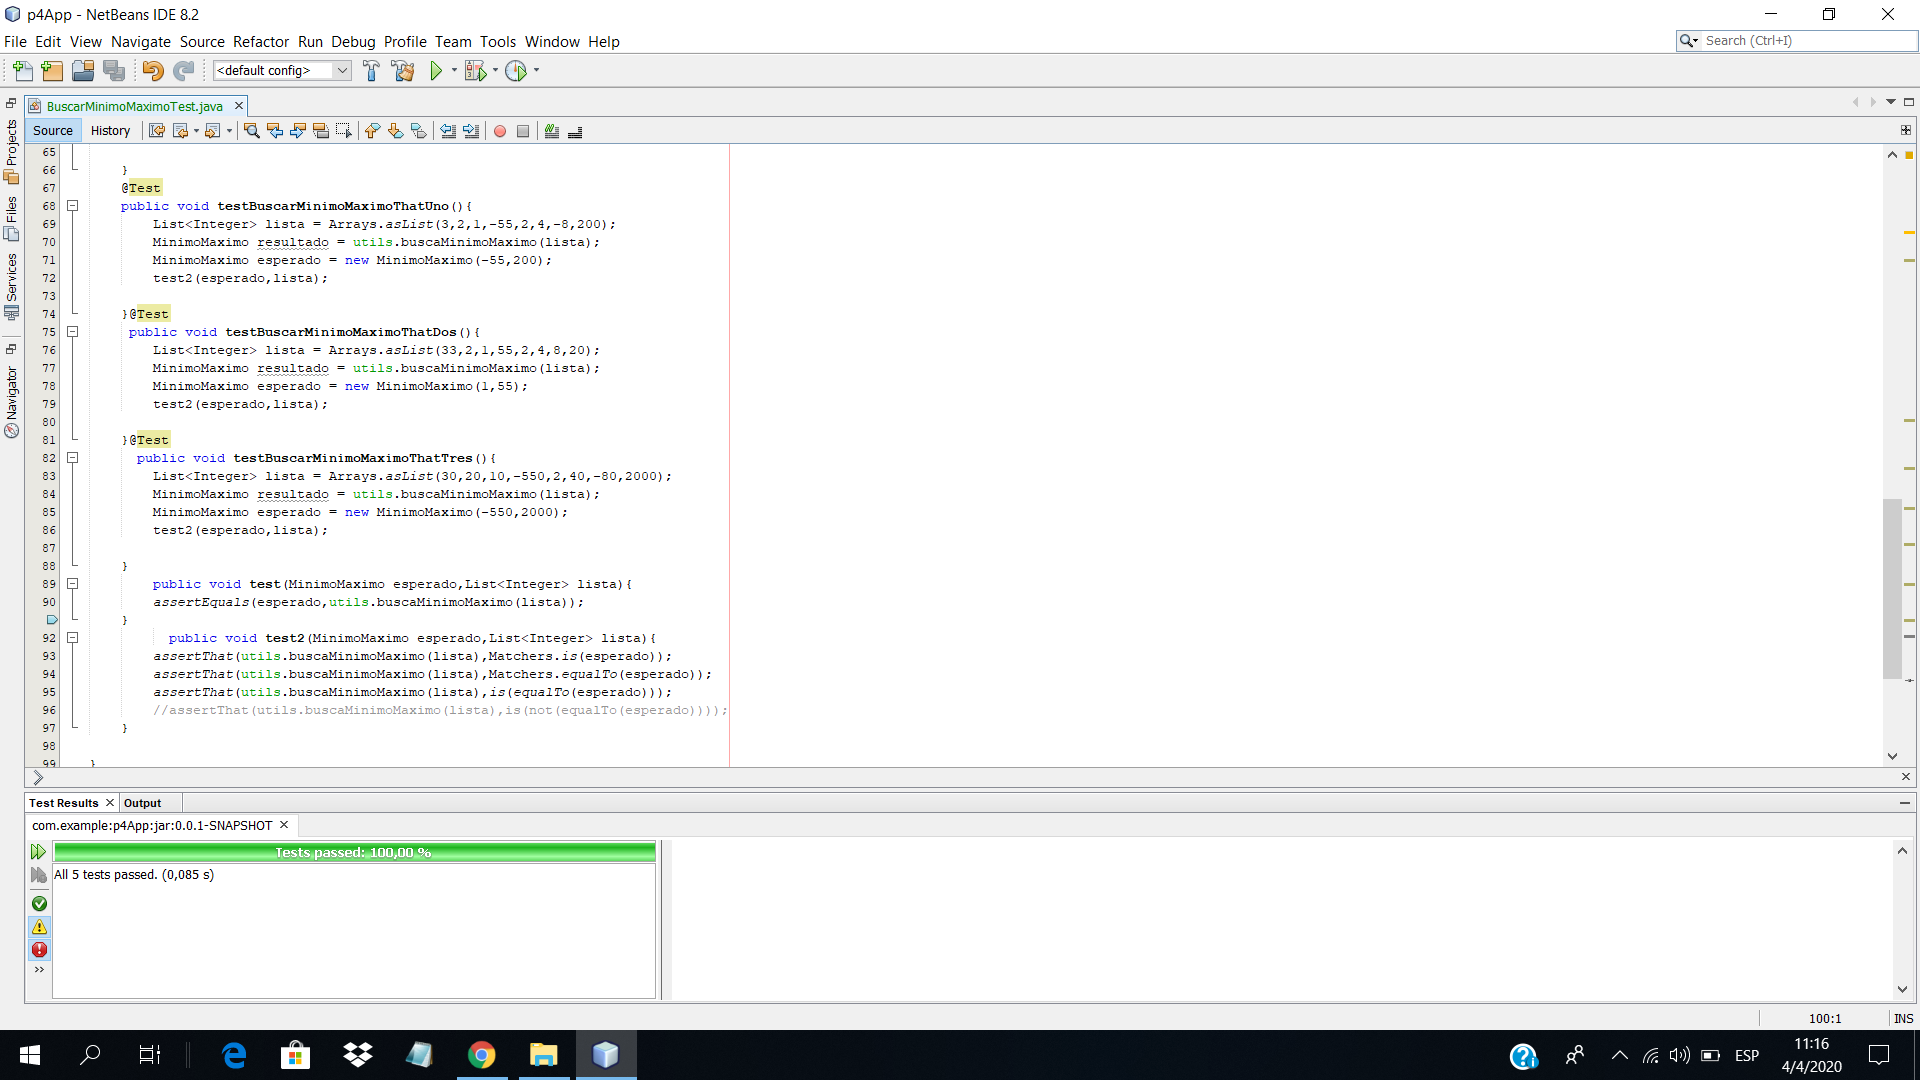 p4App - NetBeans IDE 8.2
File Edit View Navigate Source Refactor Run Debug Profile Team Tools Window Help
Search (Ctrl+I)
<default config>
BuscarMinimoMaximoTest.java
Source History
Projects
Files
Services
Navigator
65
66 }
67 @Test
68 public void testBuscarMinimoMaximoThatUno(){
69 List<Integer> lista = Arrays.asList(3,2,1,-55,2,4,-8,200);
70 MinimoMaximo resultado = utils.buscaMinimoMaximo(lista);
71 MinimoMaximo esperado = new MinimoMaximo(-55,200);
72 test2(esperado,lista);
73
74 }@Test
75 public void testBuscarMinimoMaximoThatDos(){
76 List<Integer> lista = Arrays.asList(33,2,1,55,2,4,8,20);
77 MinimoMaximo resultado = utils.buscaMinimoMaximo(lista);
78 MinimoMaximo esperado = new MinimoMaximo(1,55);
79 test2(esperado,lista);
80
81 }@Test
82 public void testBuscarMinimoMaximoThatTres(){
83 List<Integer> lista = Arrays.asList(30,20,10,-550,2,40,-80,2000);
84 MinimoMaximo resultado = utils.buscaMinimoMaximo(lista);
85 MinimoMaximo esperado = new MinimoMaximo(-550,2000);
86 test2(esperado,lista);
87
88 }
89 public void test(MinimoMaximo esperado,List<Integer> lista){
90 assertEquals(esperado,utils.buscaMinimoMaximo(lista));
}
92 public void test2(MinimoMaximo esperado,List<Integer> lista){
93 assertThat(utils.buscaMinimoMaximo(lista),Matchers.is(esperado));
94 assertThat(utils.buscaMinimoMaximo(lista),Matchers.equalTo(esperado));
95 assertThat(utils.buscaMinimoMaximo(lista),is(equalTo(esperado)));
96 //assertThat(utils.buscaMinimoMaximo(lista),is(not(equalTo(esperado))));
97 }
98
99 }
Test Results Output
com.example:p4App:jar:0.0.1-SNAPSHOT
Tests passed: 100,00 %
All 5 tests passed. (0,085 s)
100:1 INS
ESP
11:16
4/4/2020